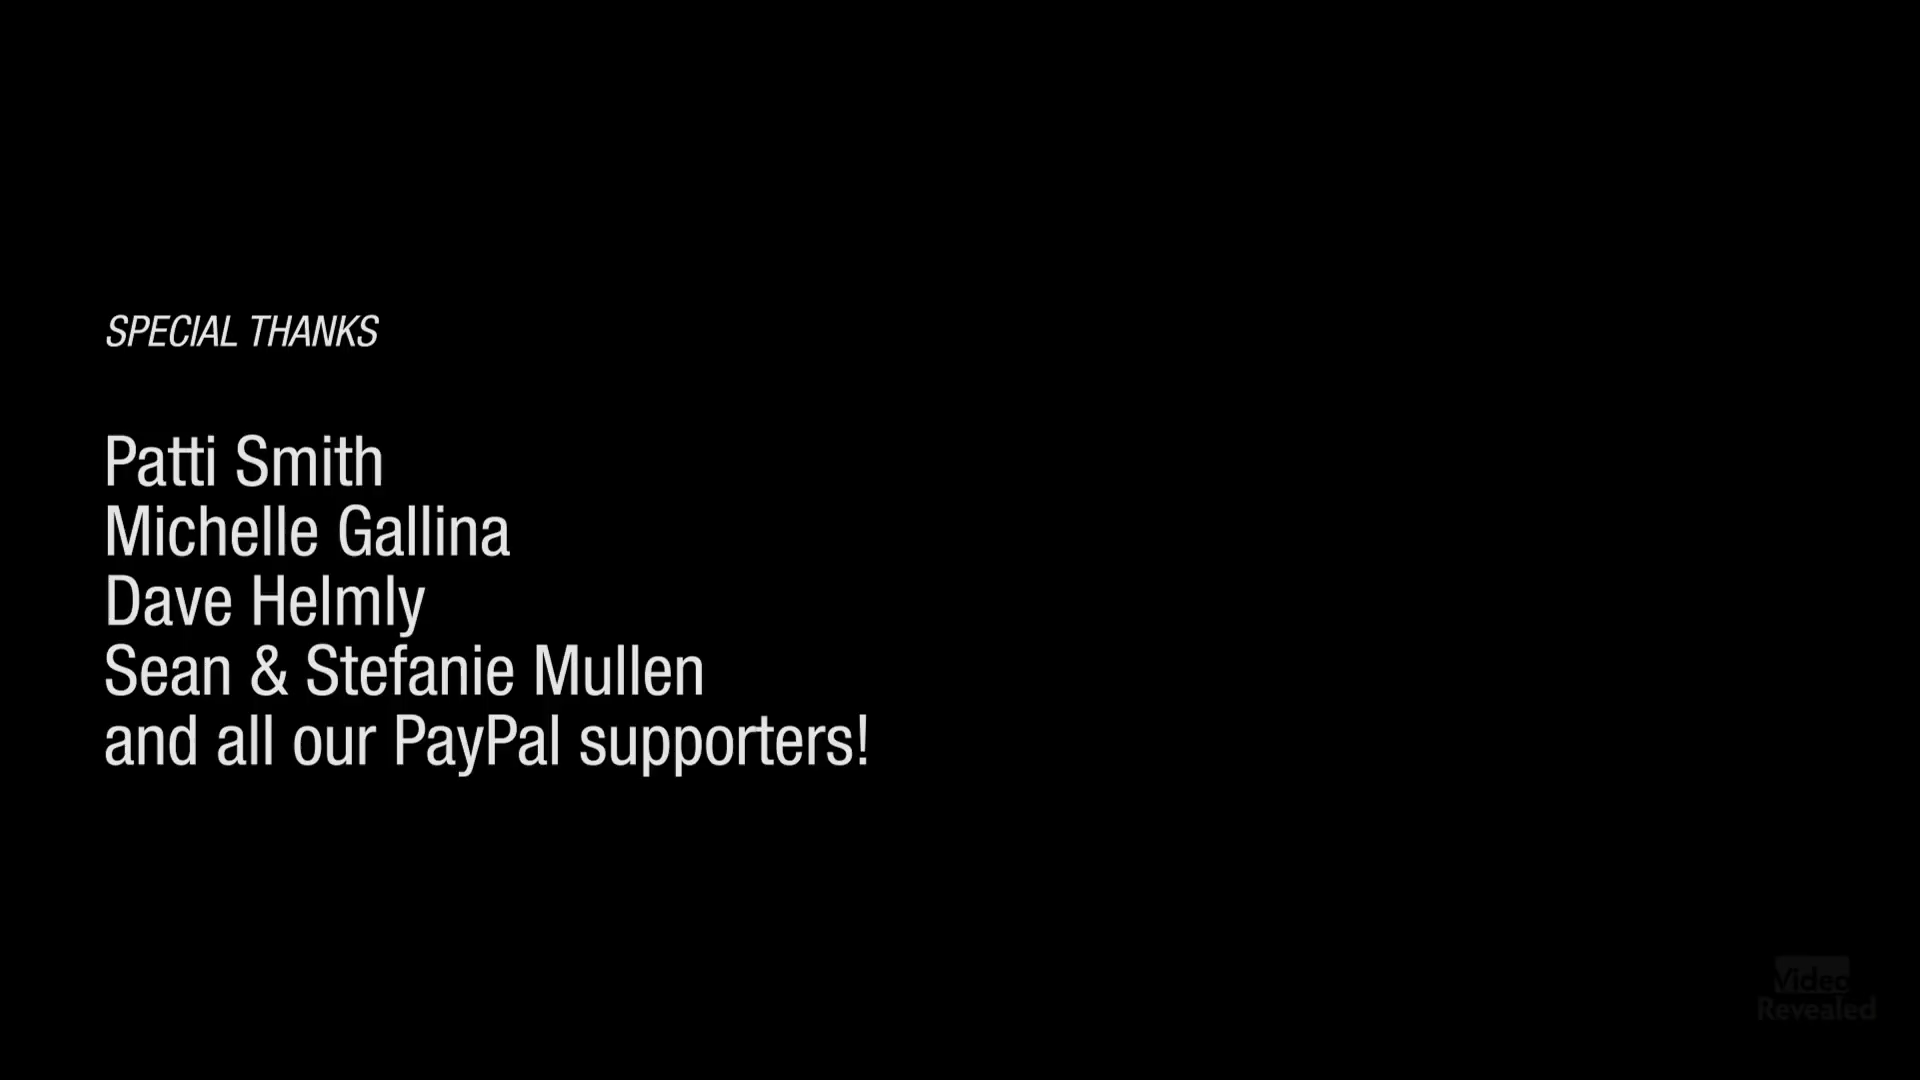 SPECIAL THANKS
Patti Smith
Michelle Gallina
Dave Helmly
Sean & Stefanie Mullen
and all our PayPal supporters!
Video
Revealed